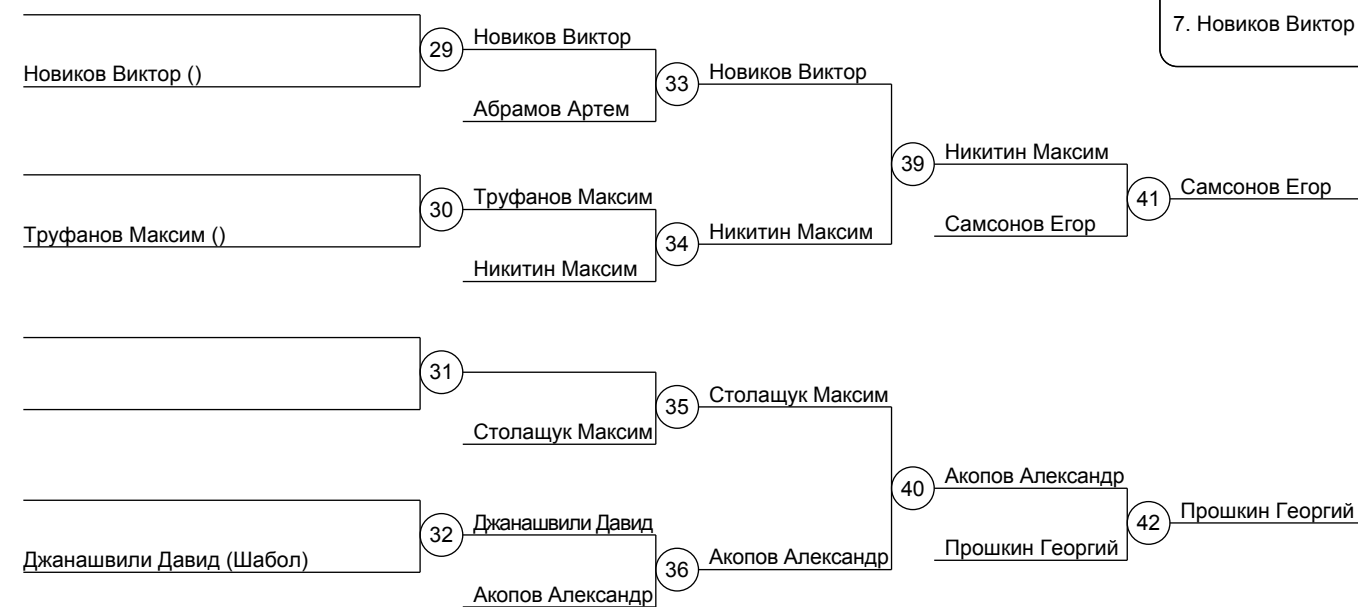 7. Новиков Виктор
29
Новиков Виктор
Новиков Виктор ()
33
Новиков Виктор
Абрамов Артем
39
Никитин Максим
30
Труфанов Максим
41
Самсонов Егор
Труфанов Максим ()
34
Никитин Максим
Самсонов Егор
Никитин Максим
31
35
Столащук Максим
Столащук Максим
40
Акопов Александр
32
Джанашвили Давид
42
Прошкин Георгий
Джанашвили Давид (Шабол)
36
Акопов Александр
Прошкин Георгий
Акопов Александр